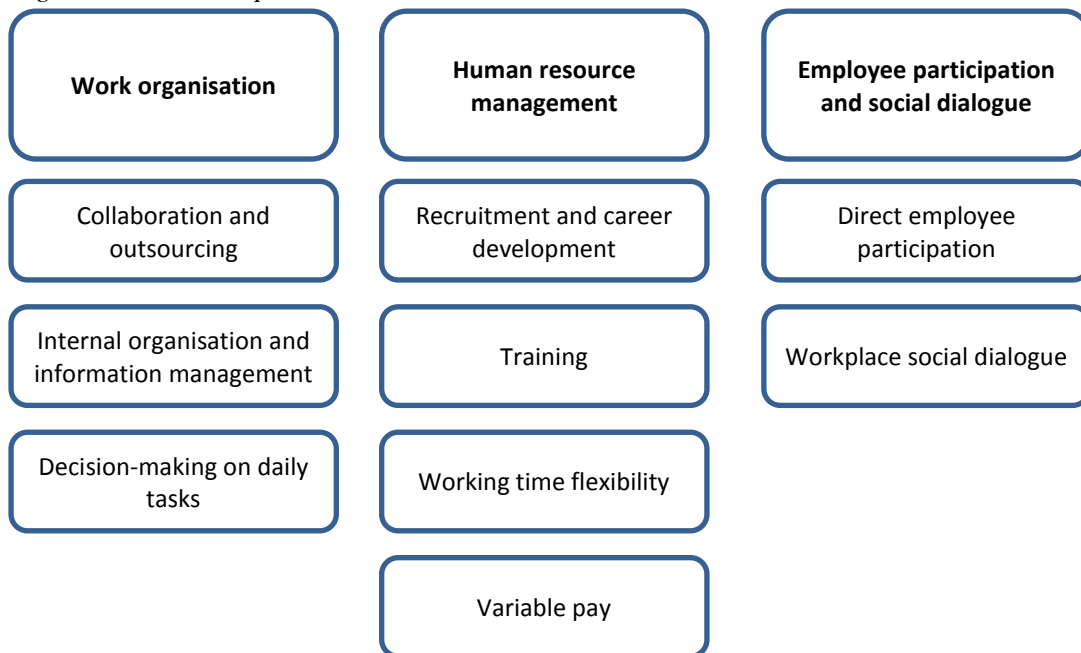 Work organisation
Human resource
management
Employee participation
and social dialogue
Collaboration and
outsourcing
Recruitment and career
development
Direct employee
participation
Internal organisation and
information management
Training
Workplace social dialogue
Decision-making on daily
tasks
Working time flexibility
Variable pay